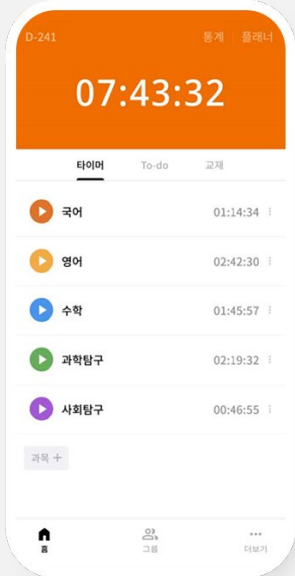 D-241 통계 플래너
07:43:32
타이머 To-do 교재
국어 01:14:34
영어 02:42:30
수학 01:45:57
과학탐구 02:19:32
사회탐구 00:46:55
과목 +
홈 그룹 더보기